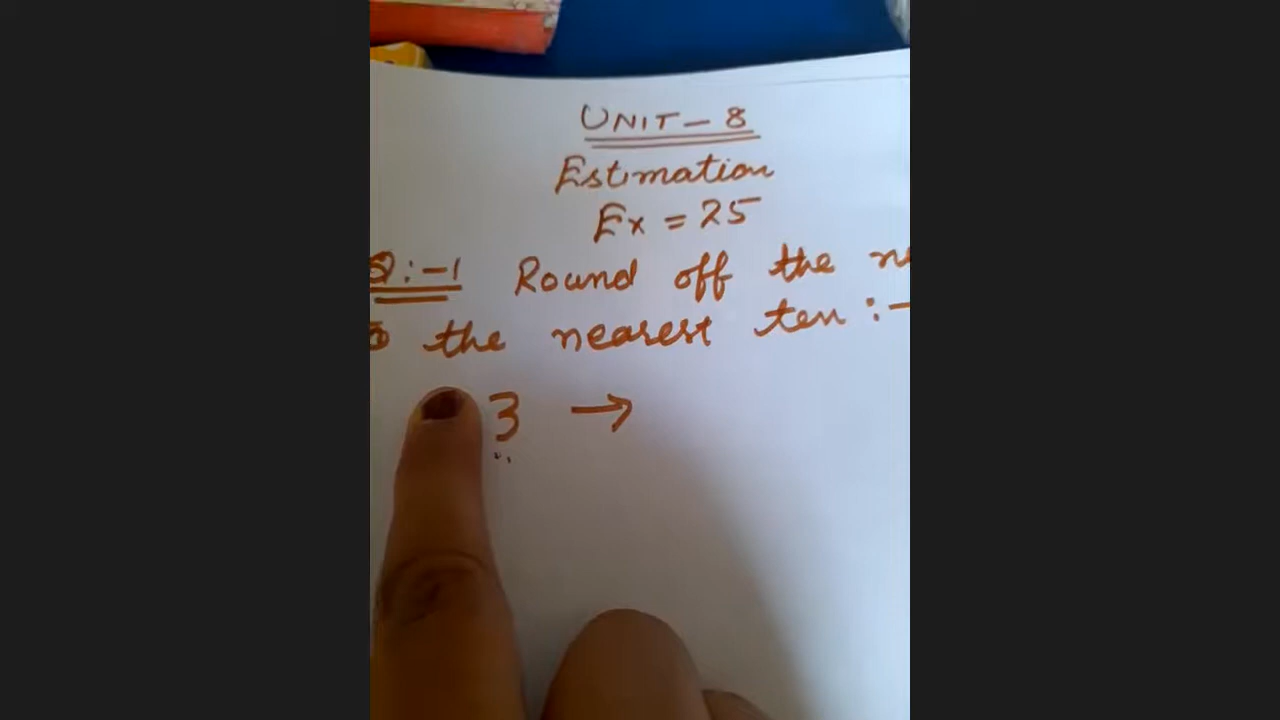 UNIT - 8
Estimation
Ex = 25
Q:-1 Round off the
the nearest ten :-
3 →